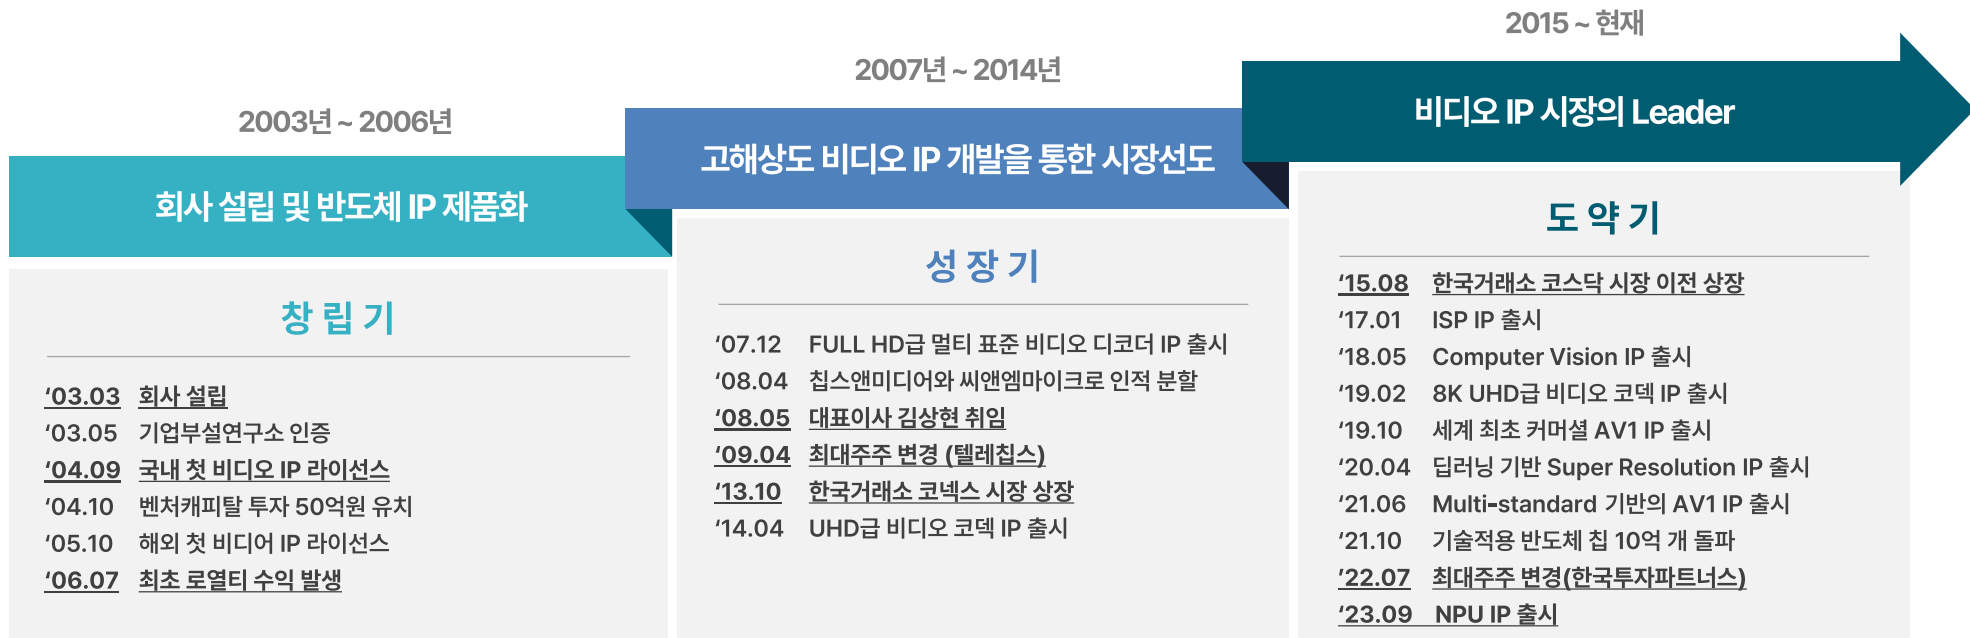 2003년 ~ 2006년
회사 설립 및 반도체 IP 제품화
창 립 기
‘03.03 회사 설립
‘03.05 기업부설연구소 인증
‘04.09 국내 첫 비디오 IP 라이선스
‘04.10 벤처캐피탈 투자 50억원 유치
‘05.10 해외 첫 비디어 IP 라이선스
‘06.07 최초 로열티 수익 발생
2007년 ~ 2014년
고해상도 비디오 IP 개발을 통한 시장선도
성 장 기
‘07.12 FULL HD급 멀티 표준 비디오 디코더 IP 출시
‘08.04 칩스앤미디어와 씨앤엠마이크로 인적 분할
‘08.05 대표이사 김상현 취임
‘09.04 최대주주 변경 (텔레칩스)
‘13.10 한국거래소 코넥스 시장 상장
‘14.04 UHD급 비디오 코덱 IP 출시
2015 ~ 현재
비디오 IP 시장의 Leader
도 약 기
‘15.08 한국거래소 코스닥 시장 이전 상장
‘17.01 ISP IP 출시
‘18.05 Computer Vision IP 출시
‘19.02 8K UHD급 비디오 코덱 IP 출시
‘19.10 세계 최초 커머셜 AV1 IP 출시
‘20.04 딥러닝 기반 Super Resolution IP 출시
‘21.06 Multi-standard 기반의 AV1 IP 출시
‘21.10 기술적용 반도체 칩 10억 개 돌파
’22.07 최대주주 변경(한국투자파트너스)
‘23.09 NPU IP 출시